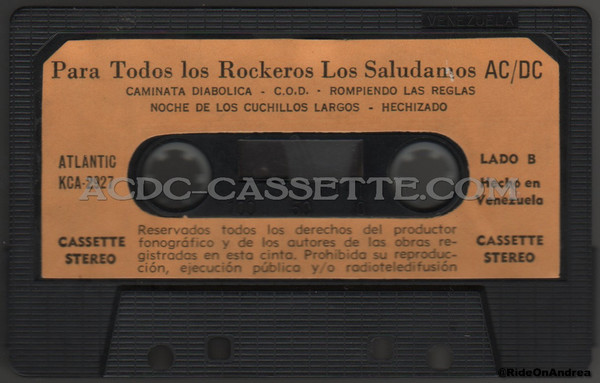 VENEZUELA
Para Todos los Rockeros Los Saludamos AC/DC
CAMINATA DIABOLICA - C.O.D. - ROMPIENDO LAS REGLAS
NOCHE DE LOS CUCHILLOS LARGOS - HECHIZADO
ATLANTIC
KCA-
LADO B
ACDC-CASSETTE.COM
Hecho en
Venezuela
CASSETTE
STEREO
Reservados todos los derechos del productor
fonográfico y de los autores de las obras re-
gistradas en esta cinta. Prohibida su reproduc-
ción, ejecución pública y/o radioteledifusión
CASSETTE
STEREO
@RideOnAndrea